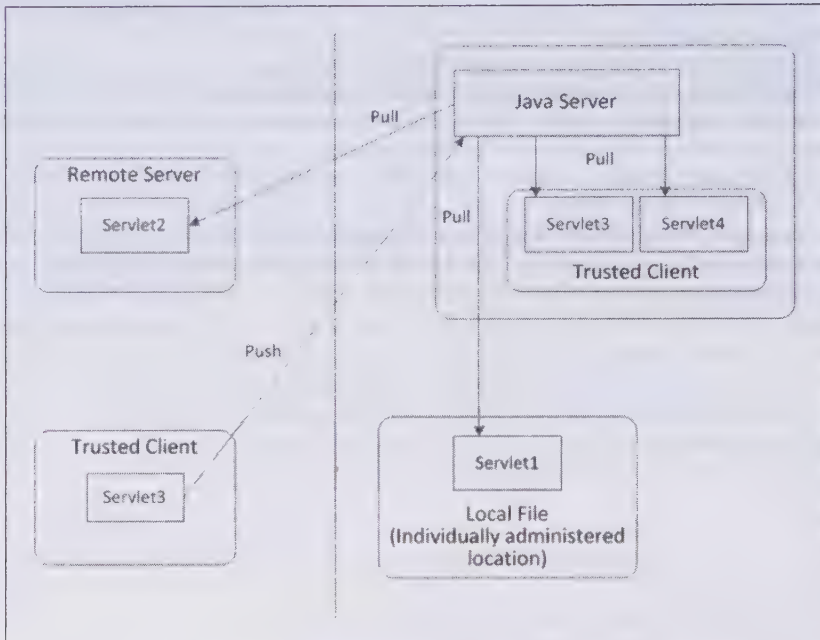 Java Server
Pull
Pull
Remote Server
Servlet2
Servlet3
Servlet4
Pull
Trusted Client
Push
Trusted Client
Servlet3
Servlet1
Local File
(Individually administered
location)